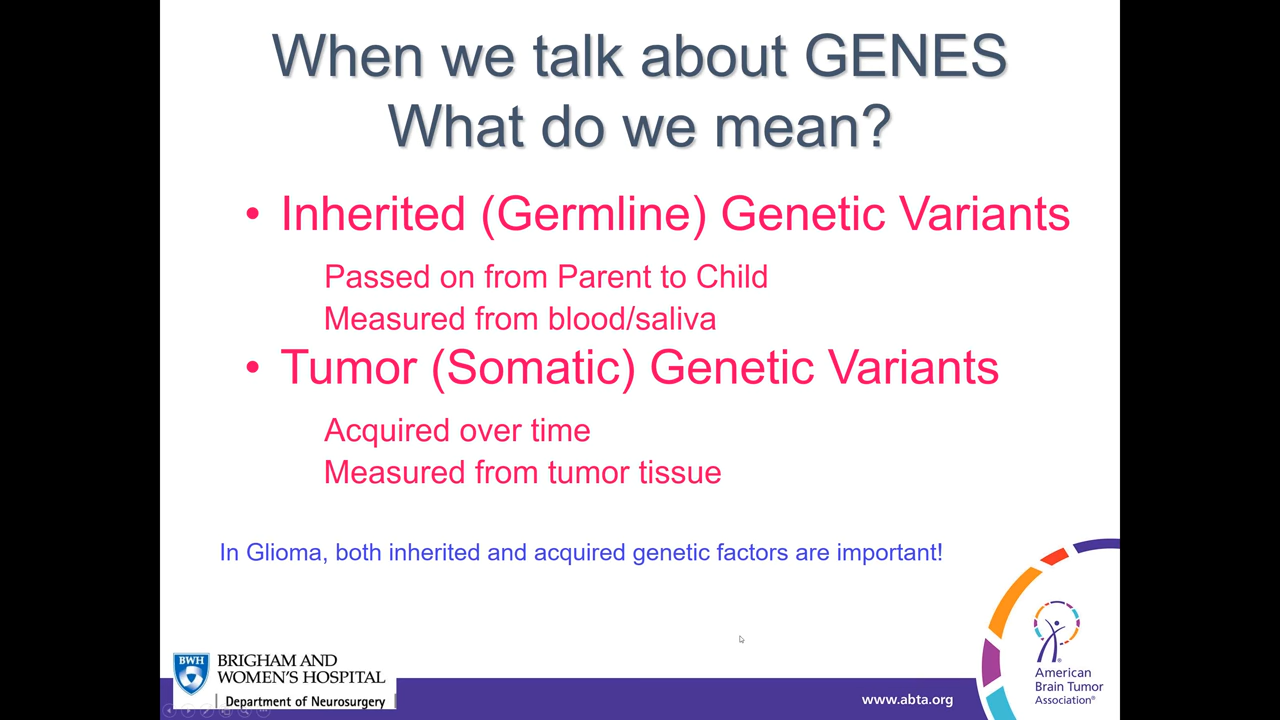 When we talk about GENES
What do we mean?
• Inherited (Germline) Genetic Variants
Passed on from Parent to Child
Measured from blood/saliva
• Tumor (Somatic) Genetic Variants
Acquired over time
Measured from tumor tissue
In Glioma, both inherited and acquired genetic factors are important!
BWH
BRIGHAM AND
WOMEN'S HOSPITAL
Department of Neurosurgery
www.abta.org
American
Brain Tumor
Association®